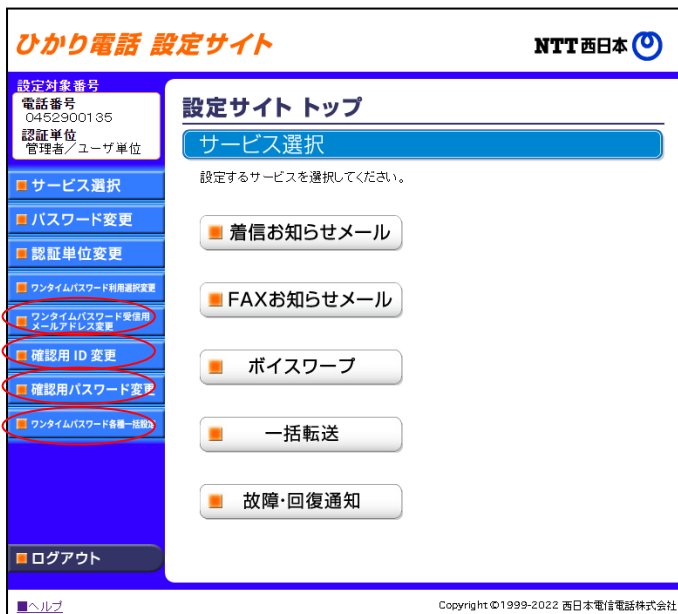 ひかり電話 設定サイト
NTT西日本
設定対象番号
電話番号
0452900135
認証単位
管理者/ユーザ単位
サービス選択
パスワード変更
認証単位変更
ワンタイムパスワード利用選択変更
ワンタイムパスワード受信用
メールアドレス変更
確認用 ID 変更
確認用パスワード変更
ワンタイムパスワード各種一括設定
ログアウト
設定サイト トップ
サービス選択
設定するサービスを選択してください。
着信お知らせメール
FAXお知らせメール
ボイスワープ
一括転送
故障・回復通知
■ヘルプ
Copyright©1999-2022 西日本電信電話株式会社